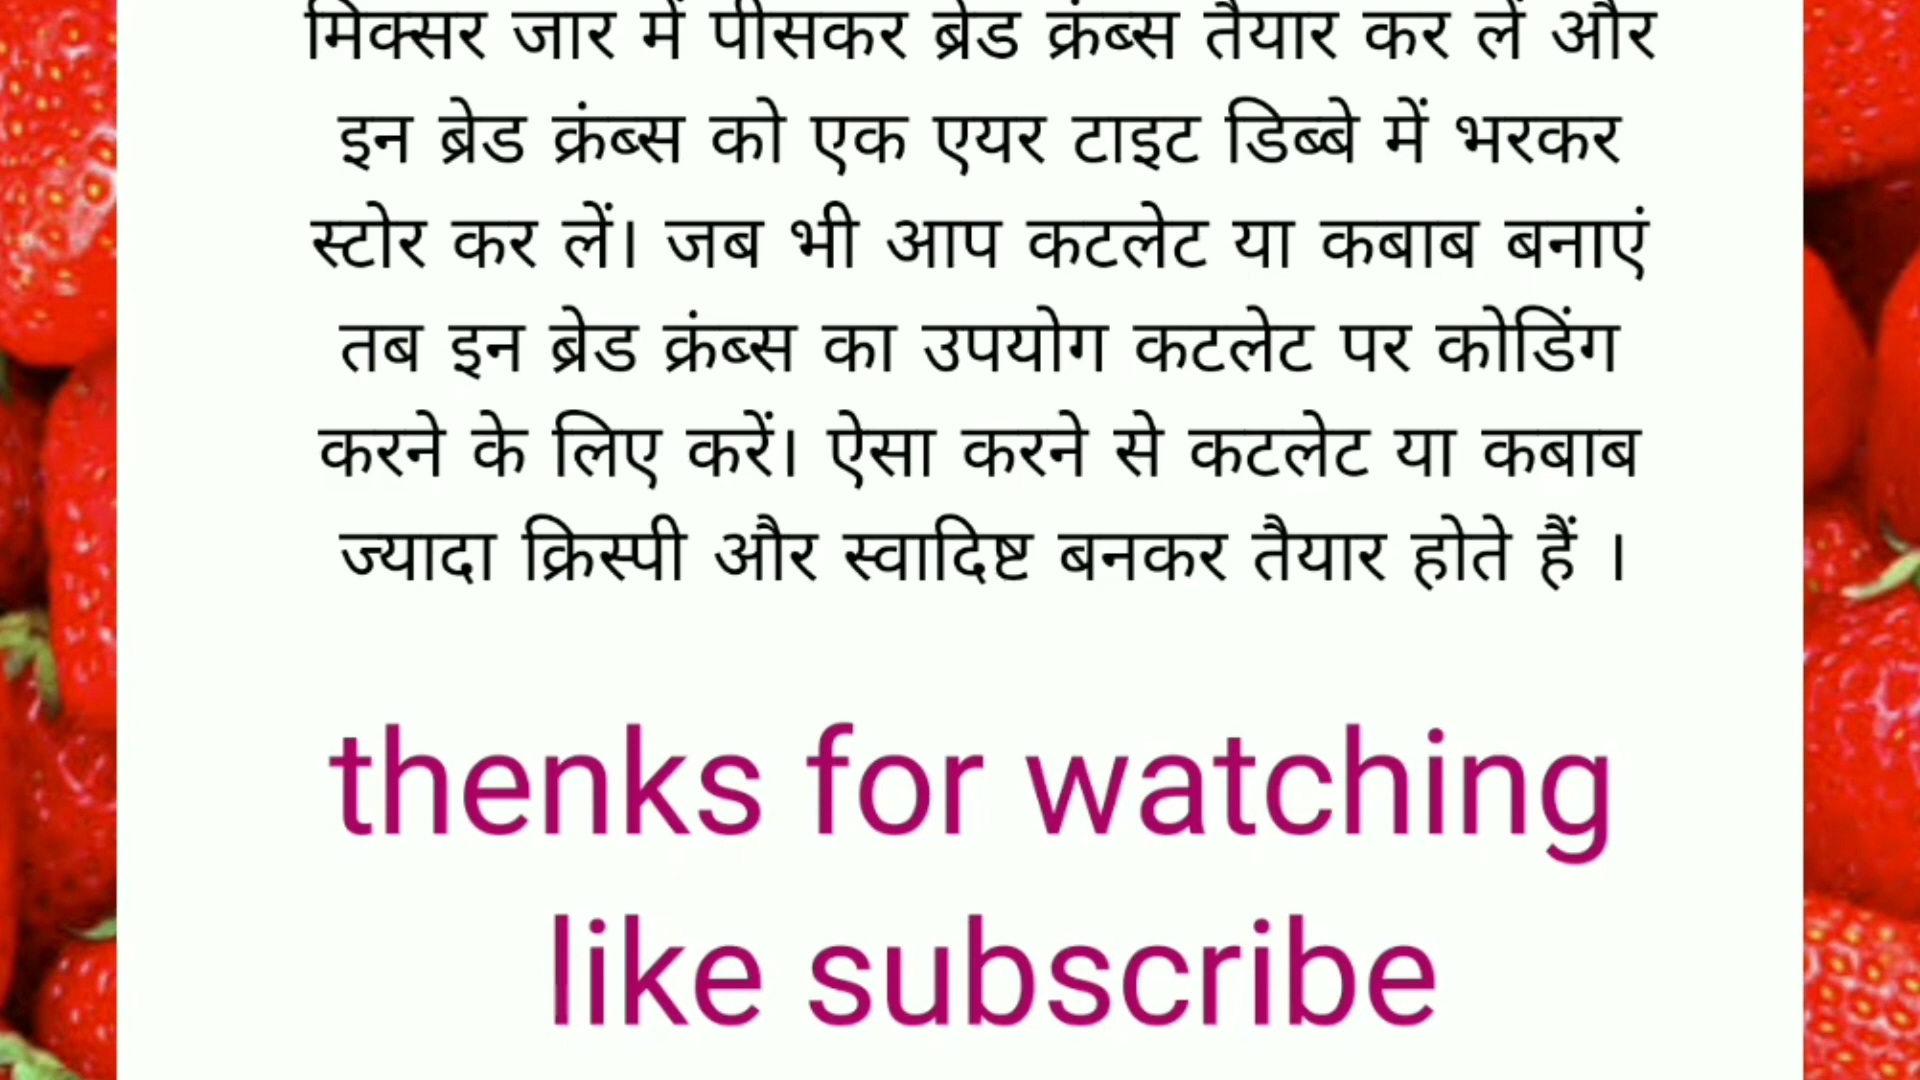 मिक्सर जार में पीसकर ब्रेड क्रंब्स तैयार कर लें और
इन ब्रेड क्रंब्स को एक एयर टाइट डिब्बे में भरकर
स्टोर कर लें। जब भी आप कटलेट या कबाब बनाएं
तब इन ब्रेड क्रंब्स का उपयोग कटलेट पर कोडिंग
करने के लिए करें। ऐसा करने से कटलेट या कबाब
ज्यादा क्रिस्पी और स्वादिष्ट बनकर तैयार होते हैं ।
thenks for watching
like subscribe